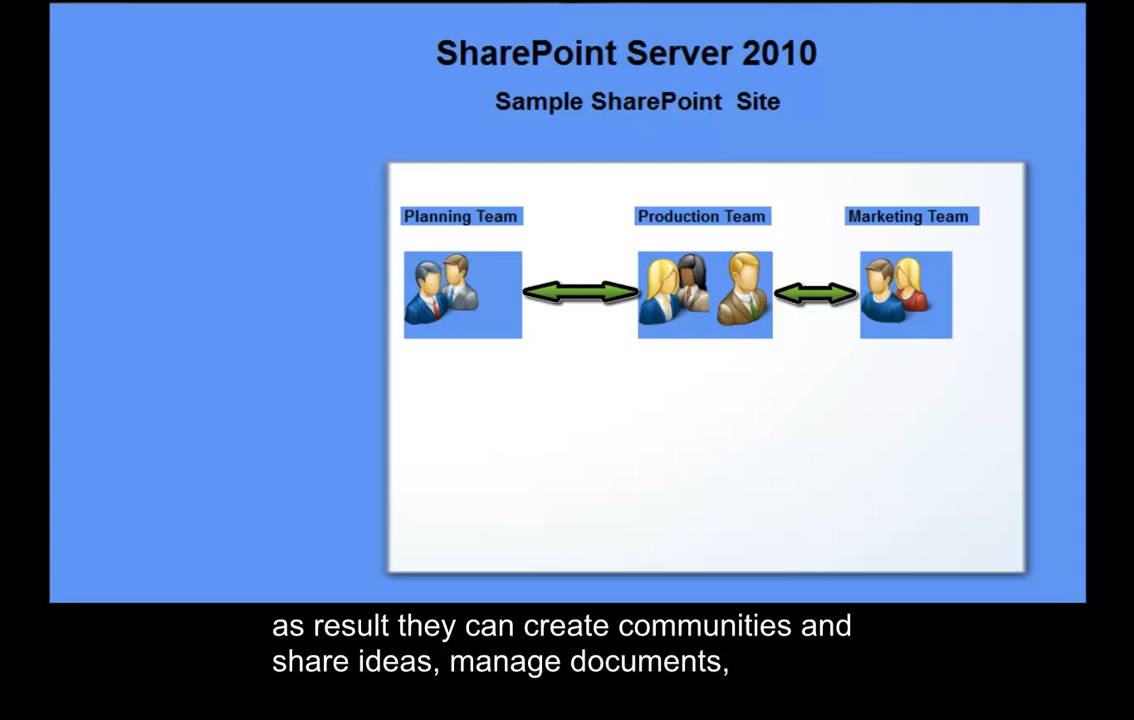 SharePoint Server 2010
Sample SharePoint Site
Planning Team
Production Team
Marketing Team
as result they can create communities and
share ideas, manage documents,